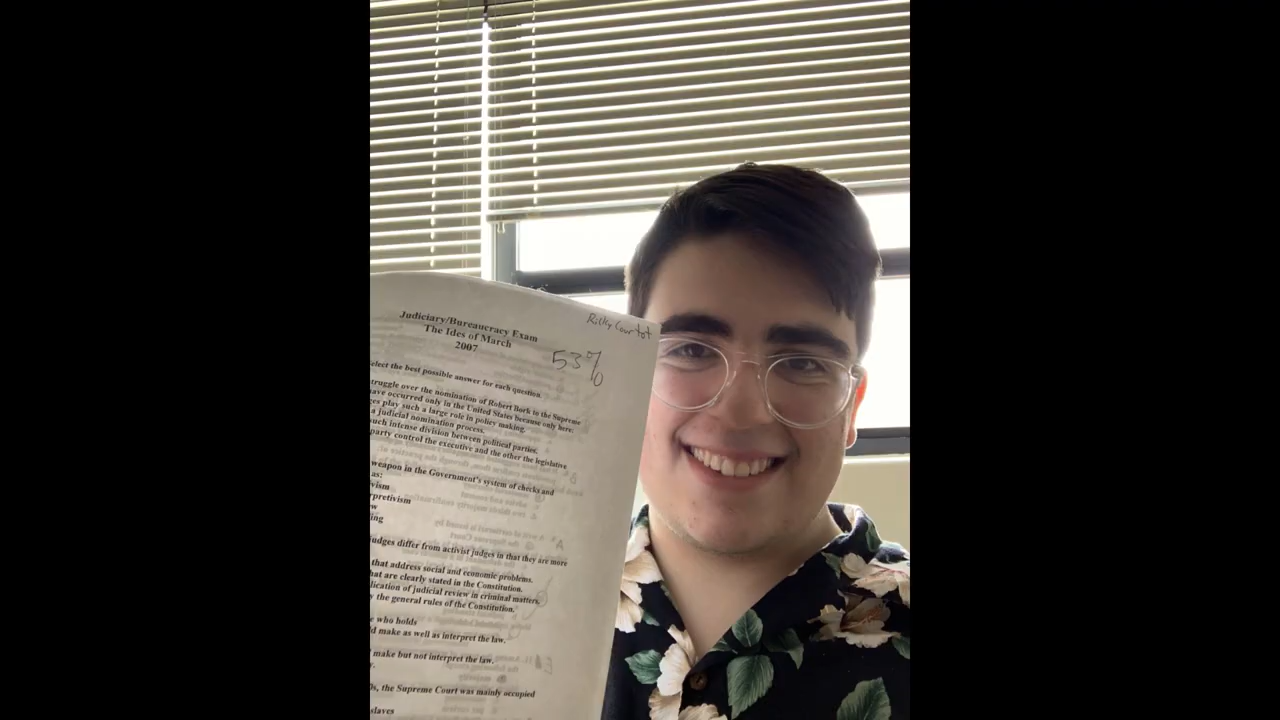 Ricky Courtot
Judiciary/Bureaucracy Exam
The Ides of March
2007
53%
elect the best possible answer for each question.
truggle over the nomination of Robert Bork to the Supreme
ave occurred only in the United States because only here:
ges play such a large role in policy making.
a judicial nomination process.
uch intense division between political parties.
party control the executive and the other the legislative
weapon in the Government's system of checks and
as:
vism
rpretivism
w
ing
udges differ from activist judges in that they are more
that address social and economic problems.
hat are clearly stated in the Constitution.
lication of judicial review in criminal matters.
y the general rules of the Constitution.
e who holds
d make as well as interpret the law.
make but not interpret the law.
y.
0s, the Supreme Court was mainly occupied
slaves